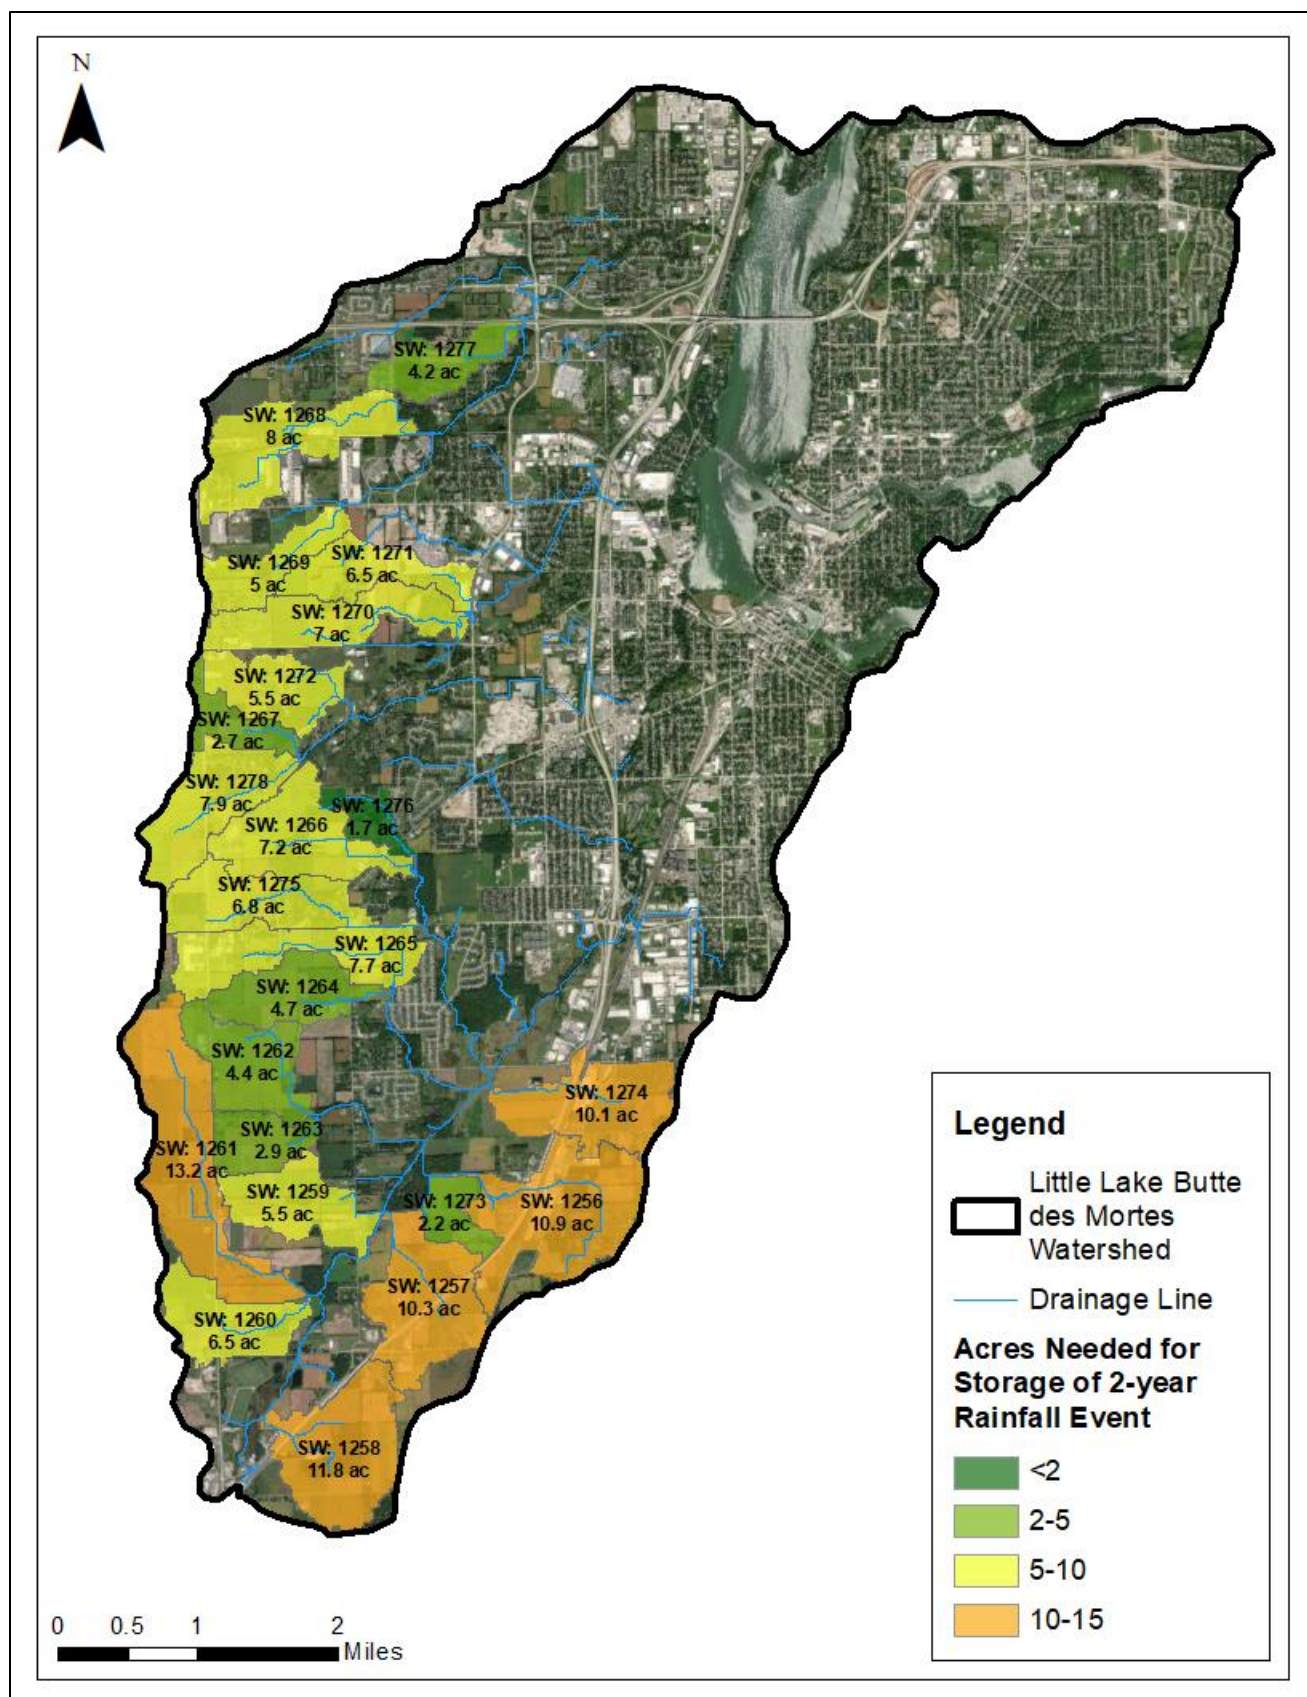 N
SW: 1277
4.2 ac
SW: 1268
8 ac
SW: 1271
6.5 ac
SW: 1269
5 ac
SW: 1270
7 ac
SW: 1272
5.5 ac
SW: 1267
2.7 ac
SW: 1278
7.9 ac
SW: 1276
1.7 ac
SW: 1266
7.2 ac
SW: 1275
6.8 ac
SW: 1265
7.7 ac
SW: 1264
4.7 ac
SW: 1262
4.4 ac
SW: 1274
10.1 ac
SW: 1263
2.9 ac
SW: 1261
13.2 ac
SW: 1259
5.5 ac
SW: 1273
2.2 ac
SW: 1256
10.9 ac
SW: 1257
10.3 ac
SW: 1260
6.5 ac
SW: 1258
11.8 ac
Legend
Little Lake Butte
des Mortes
Watershed
Drainage Line
Acres Needed for
Storage of 2-year
Rainfall Event
<2
2-5
5-10
10-15
0 0.5 1 2
Miles